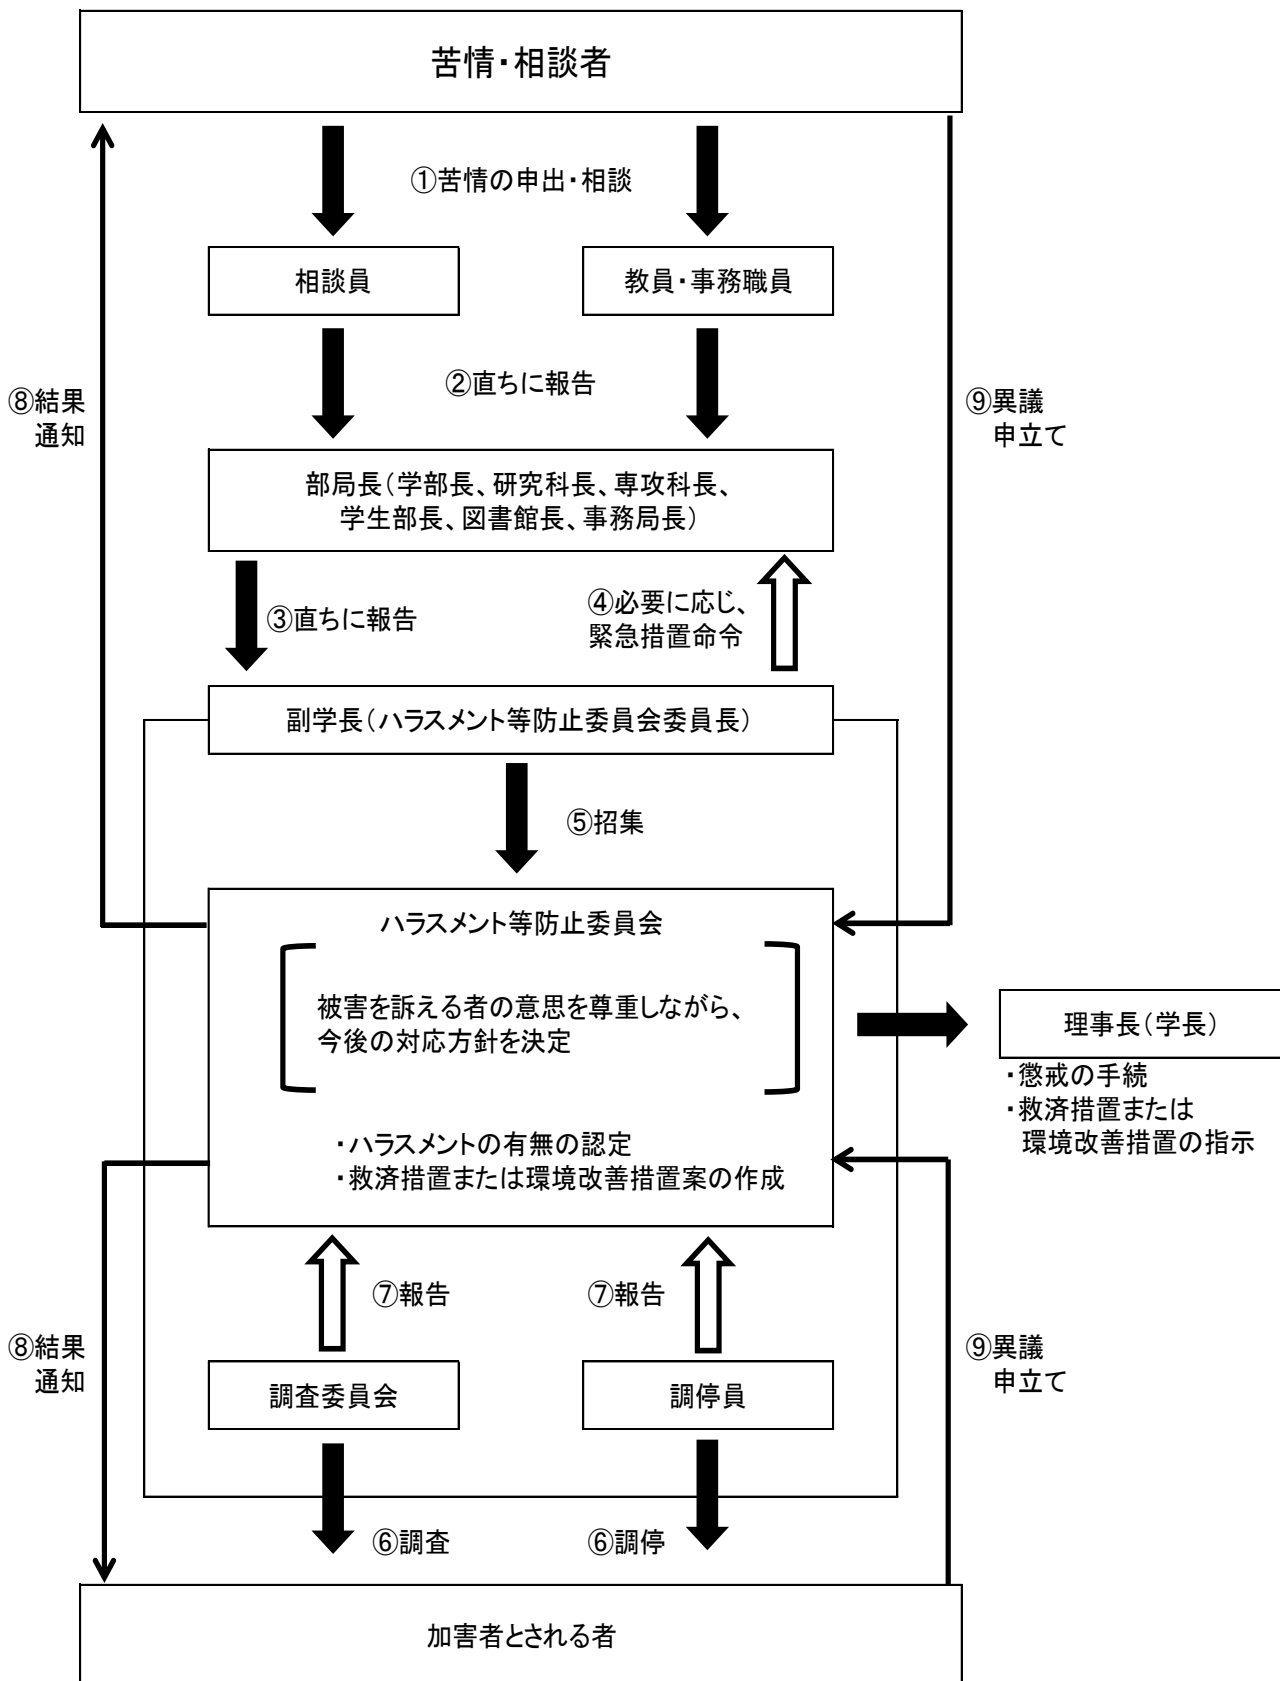 苦情・相談者
①苦情の申出・相談
相談員
教員・事務職員
②直ちに報告
⑧結果
通知
⑨異議
申立て
部局長（学部長、研究科長、専攻科長、
学生部長、図書館長、事務局長）
③直ちに報告
④必要に応じ、
緊急措置命令
副学長（ハラスメント等防止委員会委員長）
⑤招集
ハラスメント等防止委員会
被害を訴える者の意思を尊重しながら、
今後の対応方針を決定
理事長（学長）
・懲戒の手続
・救済措置または
環境改善措置の指示
・ハラスメントの有無の認定
・救済措置または環境改善措置案の作成
⑦報告
⑦報告
⑧結果
通知
⑨異議
申立て
調査委員会
調停員
⑥調査
⑥調停
加害者とされる者